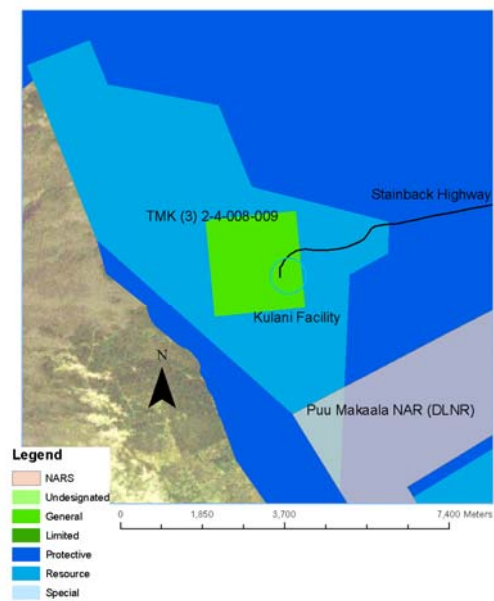 Stainback Highway
TMK (3) 2-4-008-009
Kulani Facility
N
Puu Makaala NAR (DLNR)
Legend
NARS
Undesignated
General
Limited
Protective
Resource
Special
0 1,850 3,700 7,400 Meters